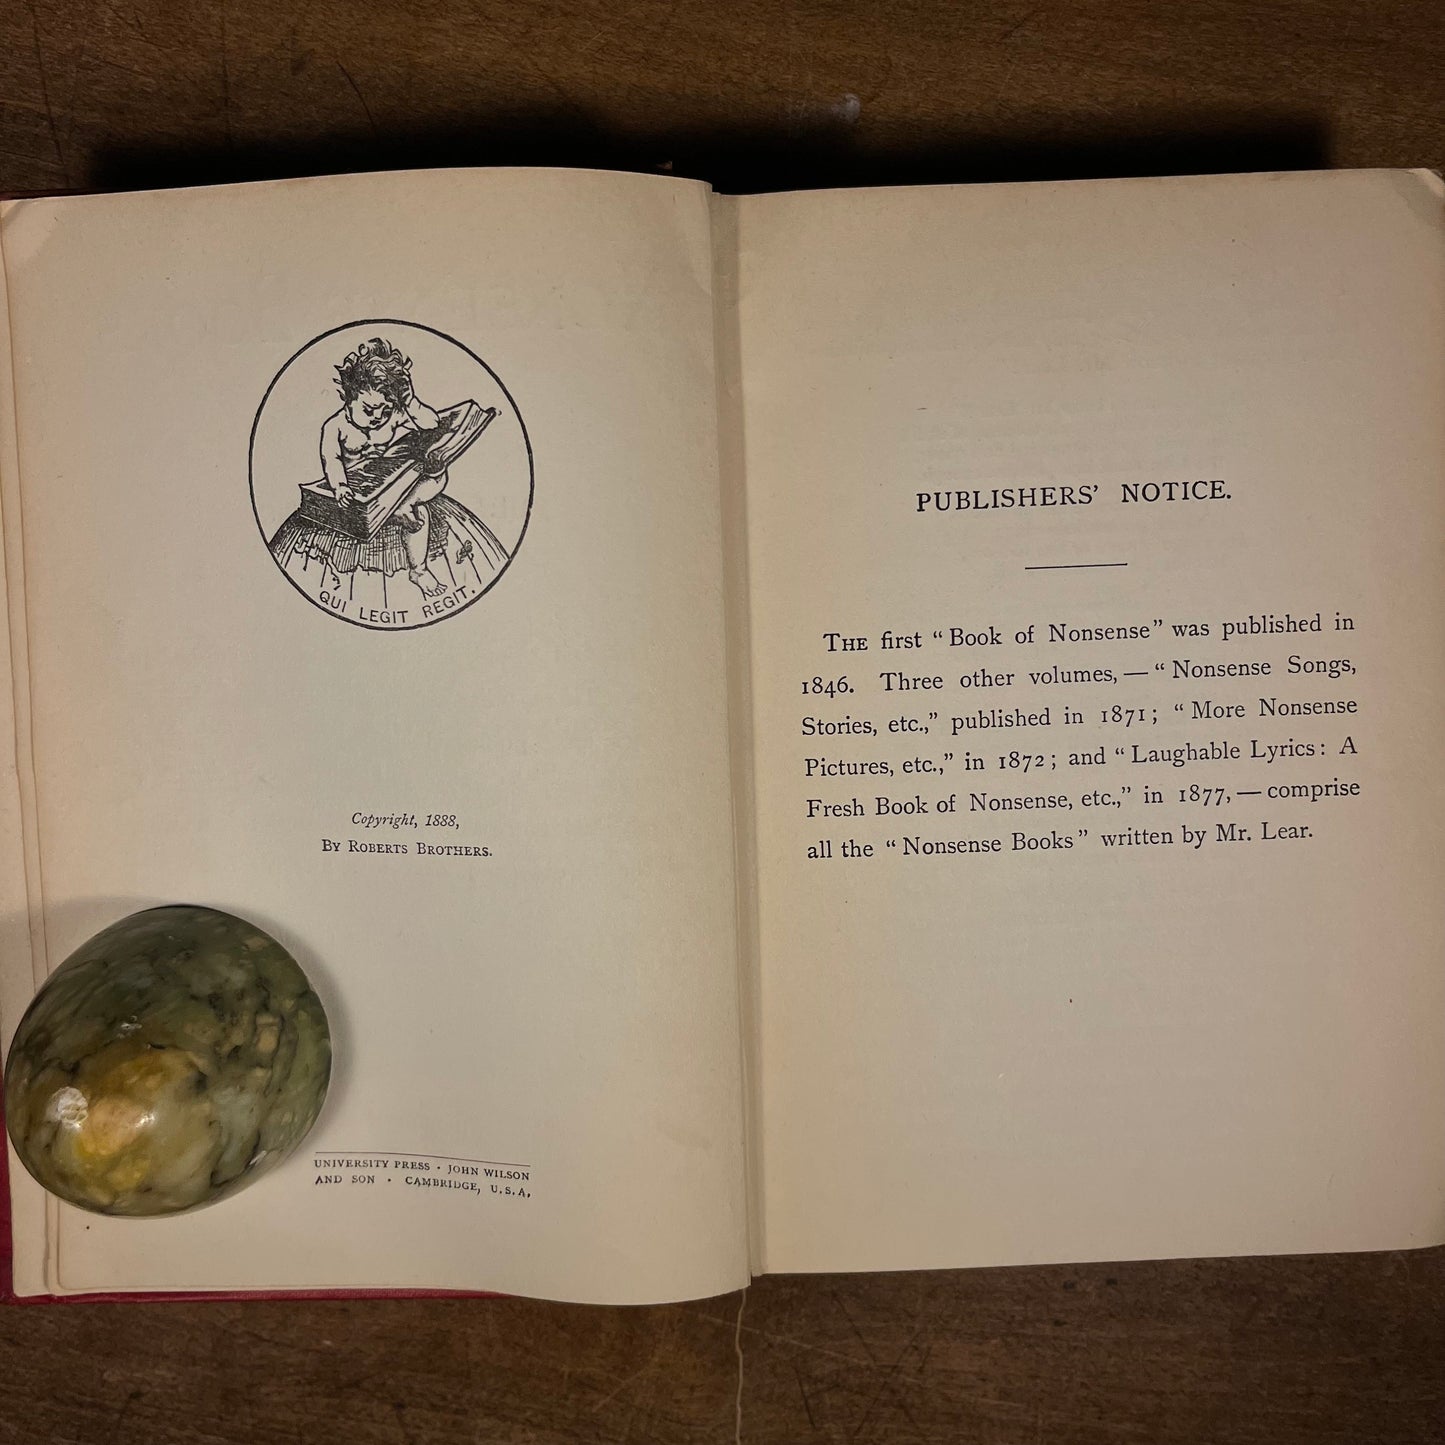 QUI LEGIT REGIT.
Copyright, 1888,
By Roberts Brothers.
UNIVERSITY PRESS · JOHN WILSON
AND SON · CAMBRIDGE, U.S.A.
PUBLISHERS' NOTICE.
The first “Book of Nonsense” was published in
1846. Three other volumes, — “Nonsense Songs,
Stories, etc.,” published in 1871; “More Nonsense
Pictures, etc.,” in 1872; and “Laughable Lyrics: A
Fresh Book of Nonsense, etc.,” in 1877, — comprise
all the “Nonsense Books” written by Mr. Lear.